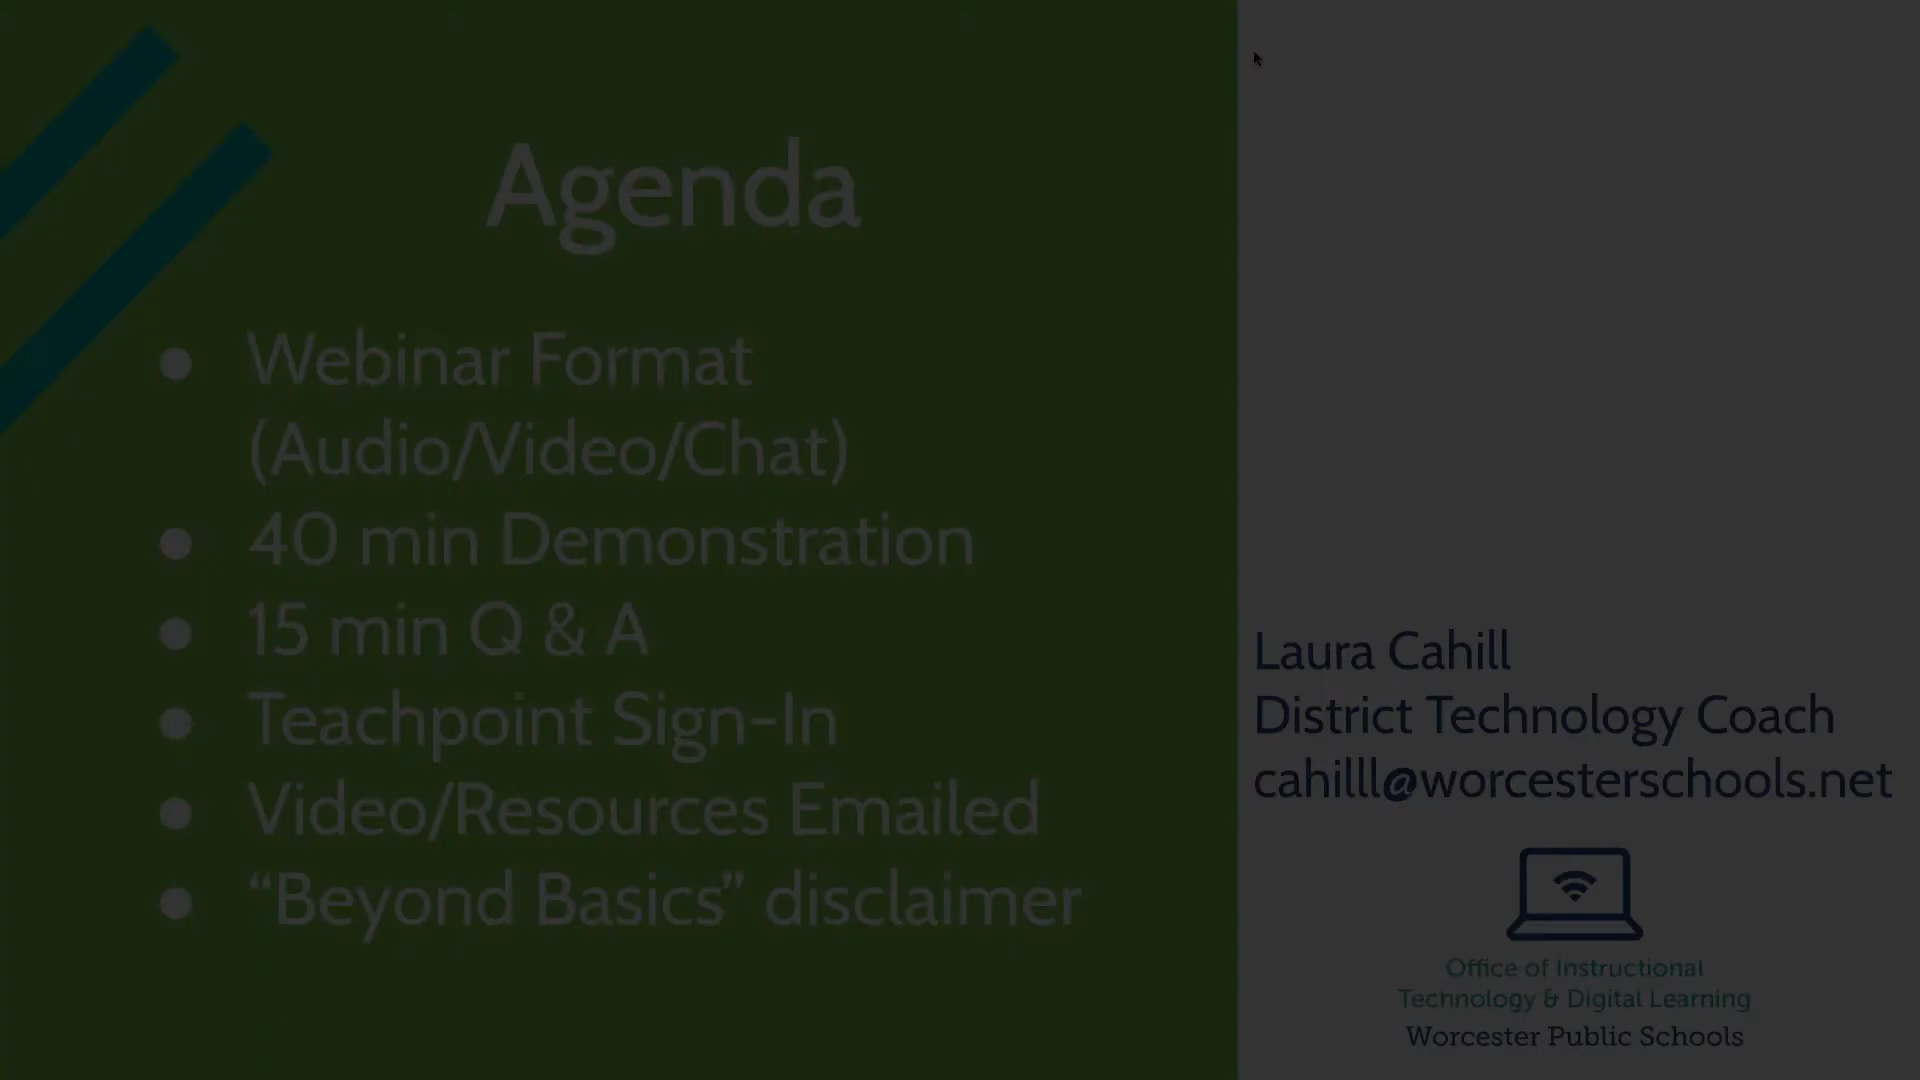 Agenda
● Webinar Format
(Audio/Video/Chat)
● 40 min Demonstration
● 15 min Q & A
● Teachpoint Sign-In
● Video/Resources Emailed
● “Beyond Basics” disclaimer
Laura Cahill
District Technology Coach
cahilll@worcesterschools.net
Office of Instructional
Technology & Digital Learning
Worcester Public Schools